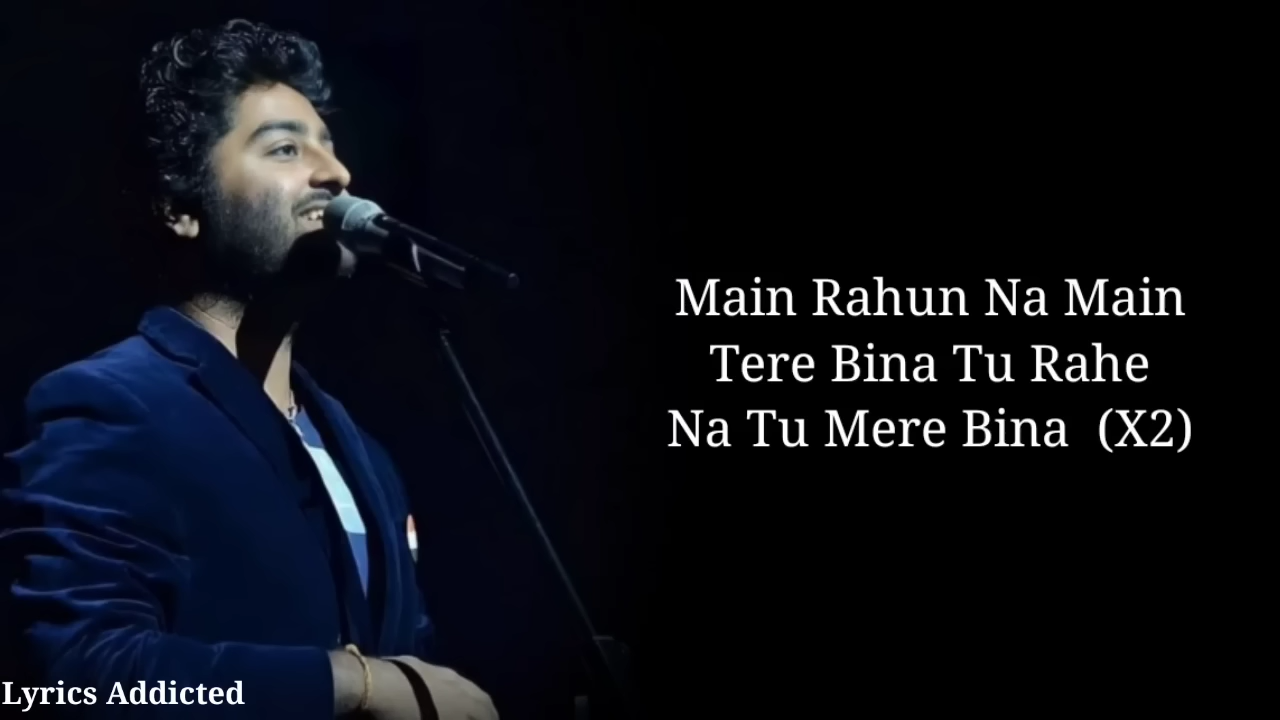 Main Rahun Na Main
Tere Bina Tu Rahe
Na Tu Mere Bina  (X2)
Lyrics Addicted